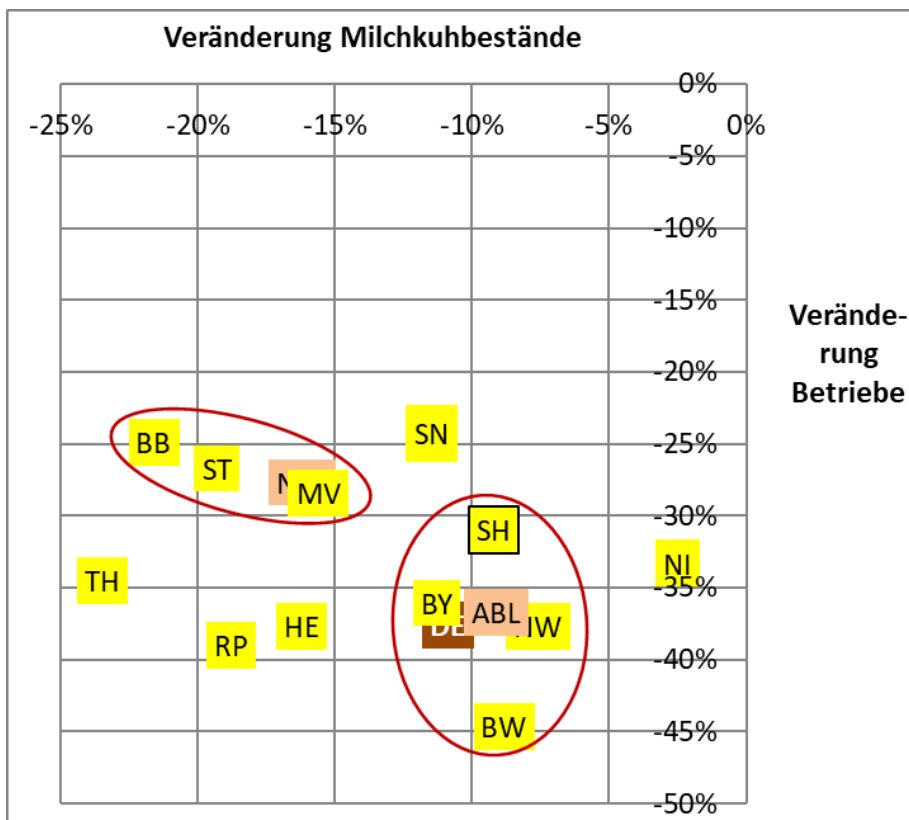 Veränderung Milchkuhbestände
0%
-25% -20% -15% -10% -5% 0%
-5%
-10%
-15%
Verände-
rung
Betriebe
-20%
SN
BB
-25%
ST
MV
-30%
SH
NI
TH
-35%
BY
ABL
HE
DE
RP
-40%
BW
-45%
-50%